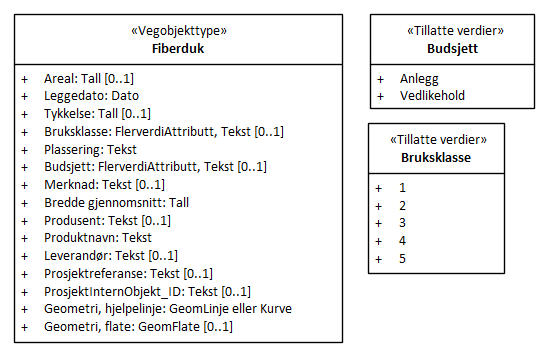 «Vegobjekttype»
Fiberduk
+ Areal: Tall [0..1]
+ Leggedato: Dato
+ Tykkelse: Tall [0..1]
+ Bruksklasse: FlerverdiAttributt, Tekst [0..1]
+ Plassering: Tekst
+ Budsjett: FlerverdiAttributt, Tekst [0..1]
+ Merknad: Tekst [0..1]
+ Bredde gjennomsnitt: Tall
+ Produsent: Tekst [0..1]
+ Produktnavn: Tekst
+ Leverandør: Tekst [0..1]
+ Prosjektreferanse: Tekst [0..1]
+ ProsjektInternObjekt_ID: Tekst [0..1]
+ Geometri, hjelpelinje: GeomLinje eller Kurve
+ Geometri, flate: GeomFlate [0..1]
«Tillatte verdier»
Budsjett
+ Anlegg
+ Vedlikehold
«Tillatte verdier»
Bruksklasse
+ 1
+ 2
+ 3
+ 4
+ 5